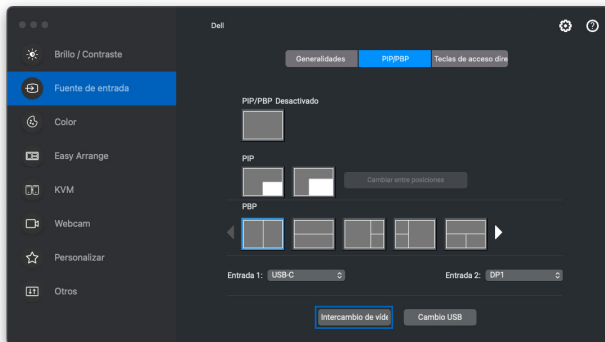 Dell
Brillo / Contraste
Fuente de entrada
Color
Easy Arrange
KVM
Webcam
Personalizar
Otros
Generalidades
PIP/PBP
Teclas de acceso dire
PIP/PBP Desactivado
PIP
Cambiar entre posiciones
PBP
Entrada 1: USB-C
Entrada 2: DP1
Intercambio de víde
Cambio USB